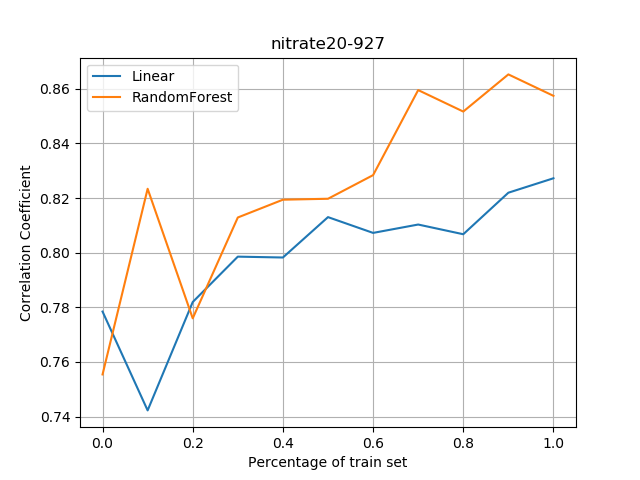 nitrate20-927
Linear
RandomForest
0.86
0.84
0.82
0.80
0.78
0.76
0.74
Correlation Coefficient
0.0 0.2 0.4 0.6 0.8 1.0
Percentage of train set